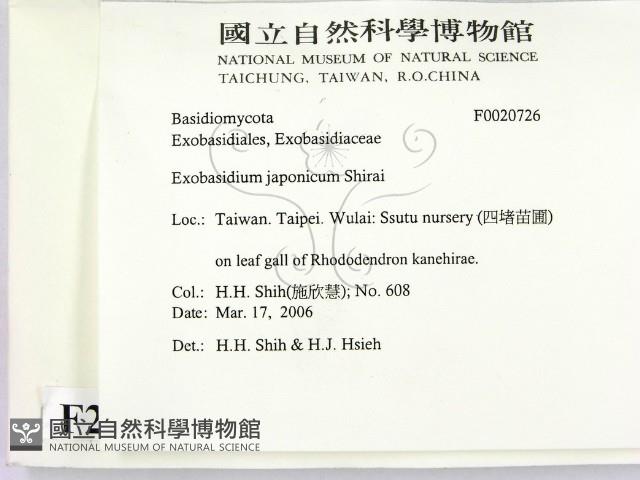 國立自然科學博物館
NATIONAL MUSEUM OF NATURAL SCIENCE
TAICHUNG, TAIWAN, R.O.CHINA
Basidiomycota F0020726
Exobasidiales, Exobasidiaceae
Exobasidium japonicum Shirai
Loc.: Taiwan. Taipei. Wulai: Ssutu nursery (四堵苗圃)
on leaf gall of Rhododendron kanehirae.
Col.: H.H. Shih(施欣慧); No. 608
Date: Mar. 17, 2006
Det.: H.H. Shih & H.J. Hsieh
F2
國立自然科學博物館
NATIONAL MUSEUM OF NATURAL SCIENCE